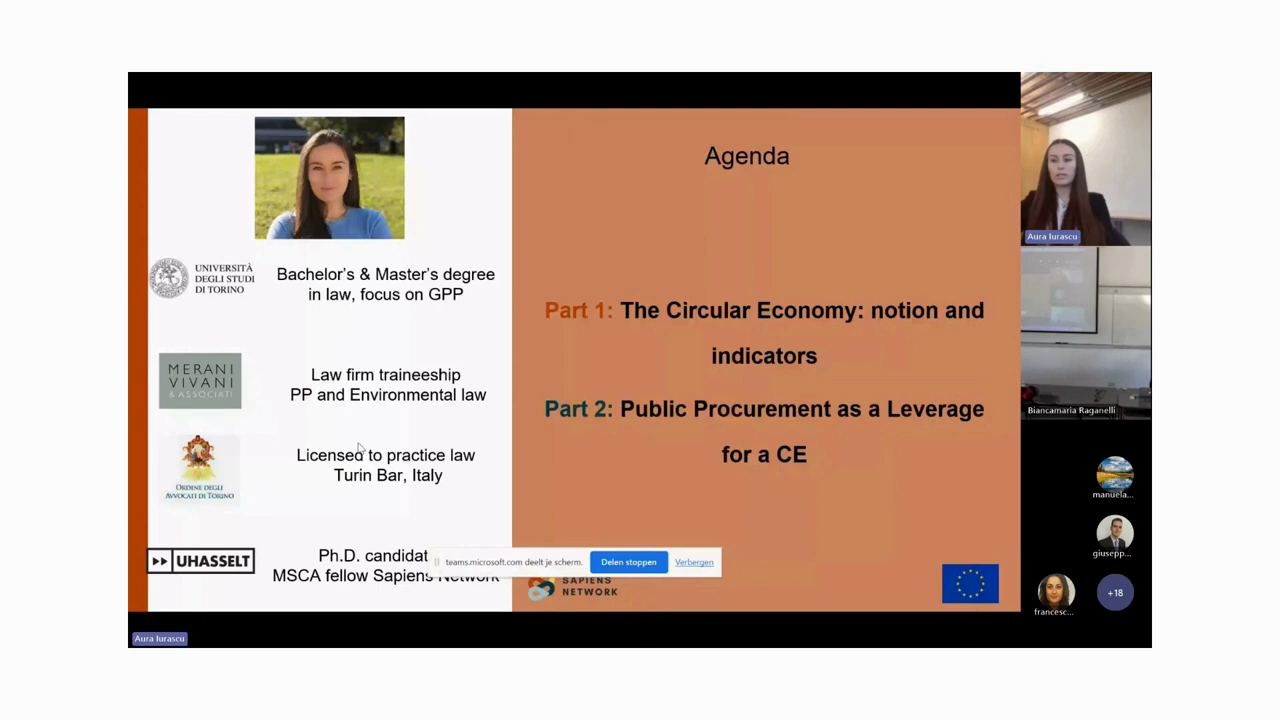 UNIVERSITÀ
DEGLI STUDI
DI TORINO
Bachelor's & Master's degree
in law, focus on GPP
MERANI
VIVANI
& ASSOCIATI
Law firm traineeship
PP and Environmental law
ORDINE DEGLI
AVVOCATI DI TORINO
Licensed to practice law
Turin Bar, Italy
UHASSELT
Ph.D. candidat
MSCA fellow Sapiens Network
Agenda
Part 1: The Circular Economy: notion and
indicators
Part 2: Public Procurement as a Leverage
for a CE
teams.microsoft.com deelt je scherm.
Delen stoppen
Verbergen
SAPIENS
NETWORK
Aura Iurascu
Biancamaria Raganelli
manuela...
giusepp...
francesc...
+18
Aura Iurascu